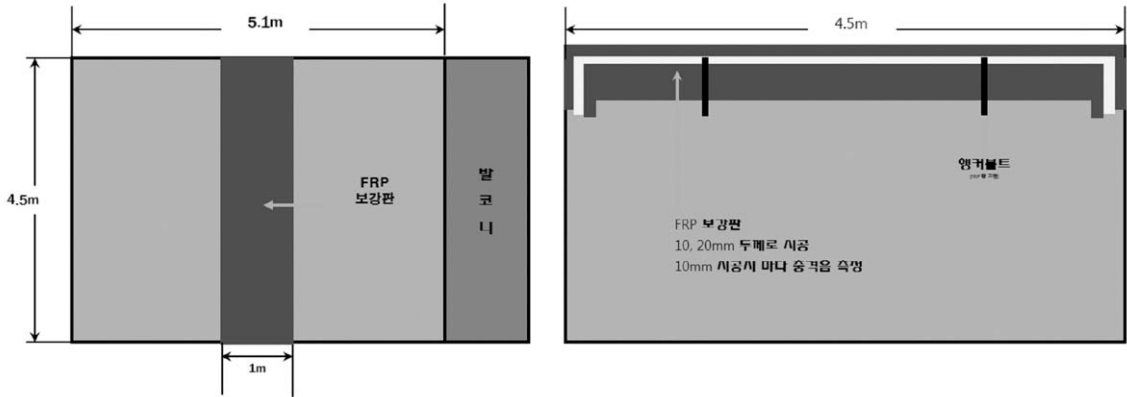 5.1m
4.5m
FRP
보강판
발
코
니
1m
4.5m
앵커볼트
FRP 보강판
10, 20mm 두께로 시공
10mm 시공시 마다 충격음 측정